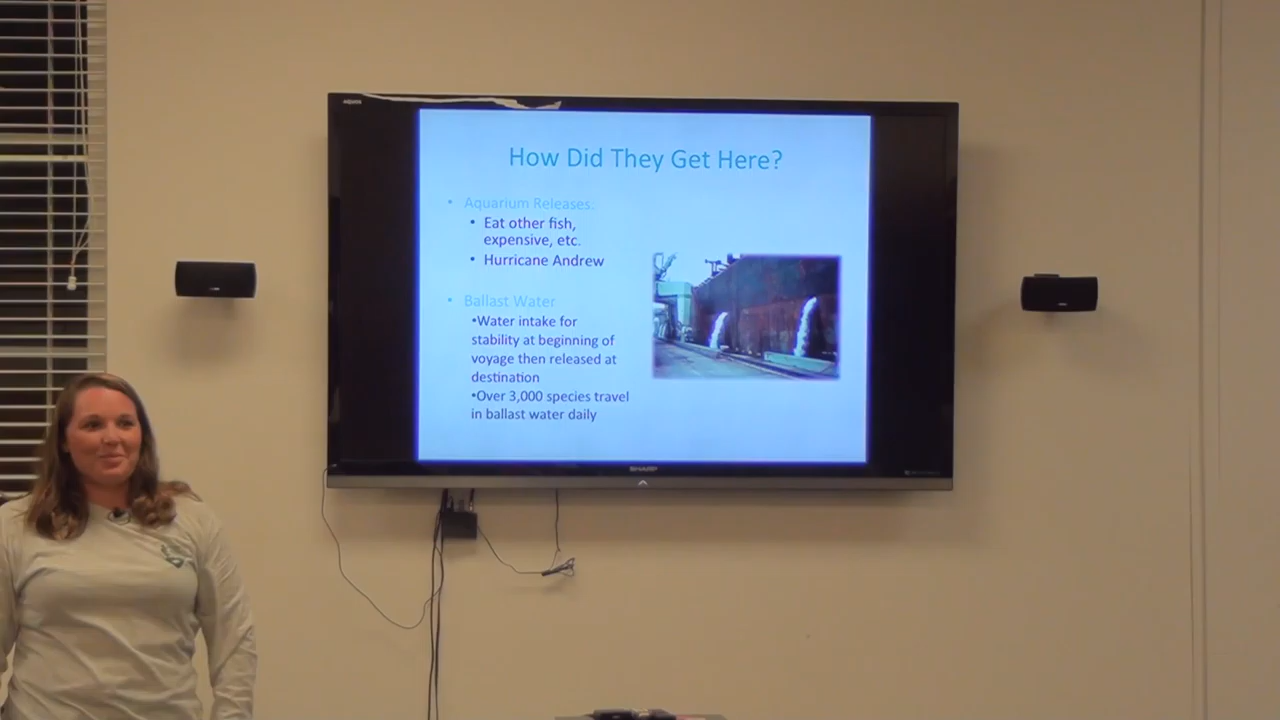 AQUOS
How Did They Get Here?
• Aquarium Releases:
• Eat other fish,
expensive, etc.
• Hurricane Andrew
• Ballast Water
•Water intake for
stability at beginning of
voyage then released at
destination
•Over 3,000 species travel
in ballast water daily
SHARP